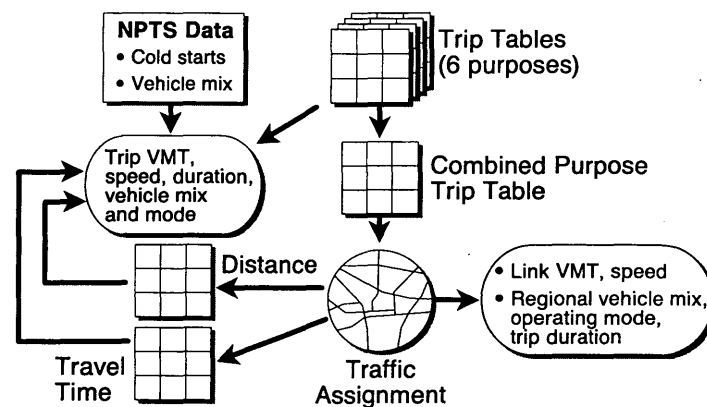 NPTS Data
• Cold starts
• Vehicle mix
Trip Tables
(6 purposes)
Trip VMT,
speed, duration,
vehicle mix
and mode
Combined Purpose
Trip Table
Distance
• Link VMT, speed
• Regional vehicle mix,
operating mode,
trip duration
Travel
Time
Traffic
Assignment